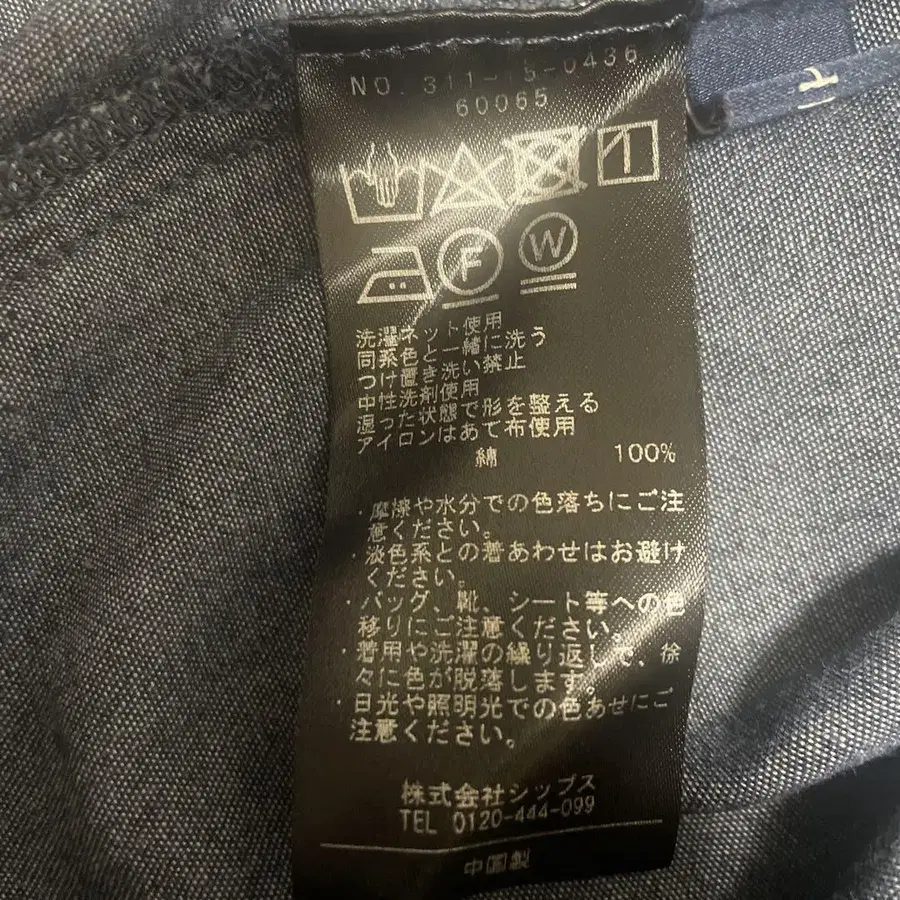 NO. 311-15-0436
60065
F W
洗濯ネット使用
同系色と一緒に洗う
つけ置き洗い禁止
中性洗剤使用
湿った状態で形を整える
アイロンはあて布使用
綿 100%
・摩擦や水分での色落ちにご注
意ください。
・淡色系との着あわせはお避け
ください。
・バッグ、靴、シート等への色
移りにご注意ください。
・着用や洗濯の繰り返しで、徐
々に色が脱落します。
・日光や照明光での色あせにご
注意ください。
株式会社シップス
TEL 0120-444-099
中国製